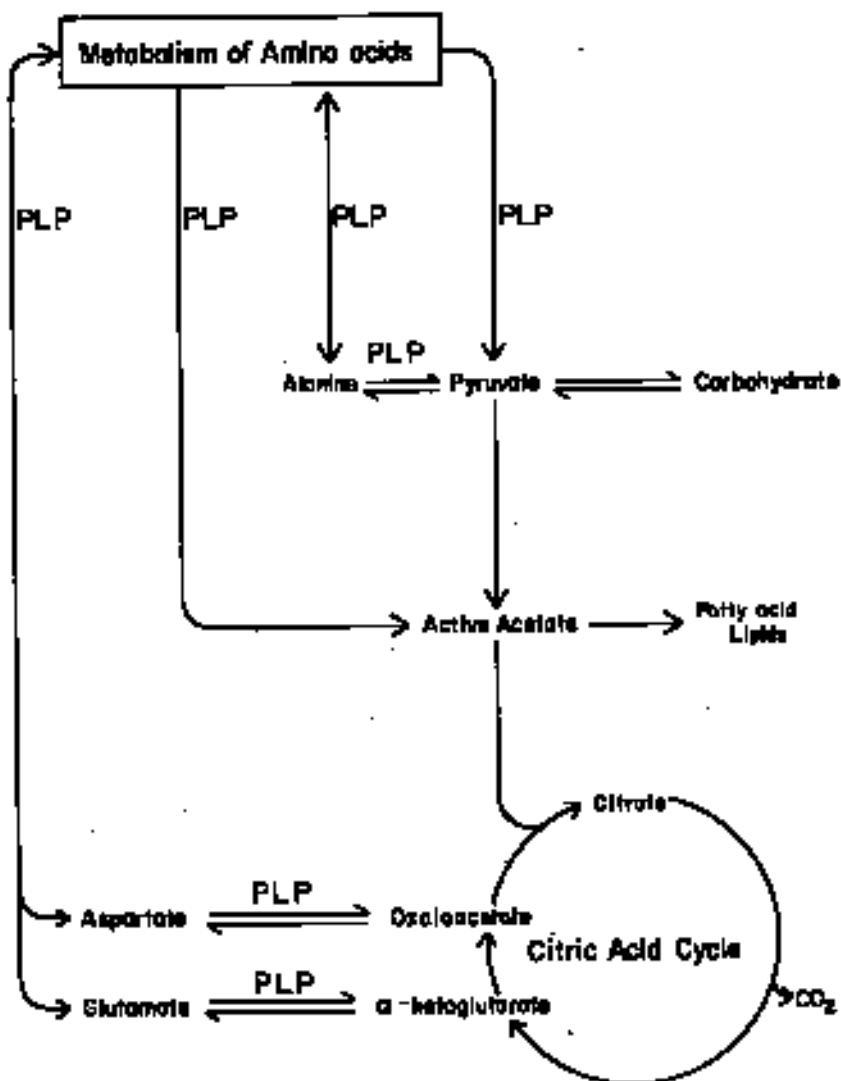 Metabolism of Amino acids
PLP PLP PLP PLP
PLP
Alanine Pyruvate Carbohydrate
Active Acetate Fatty acid
Lipids
Citrate
PLP
Aspartate Oxaloacetate
Citric Acid Cycle
PLP
Glutamate α-ketoglutarate CO₂